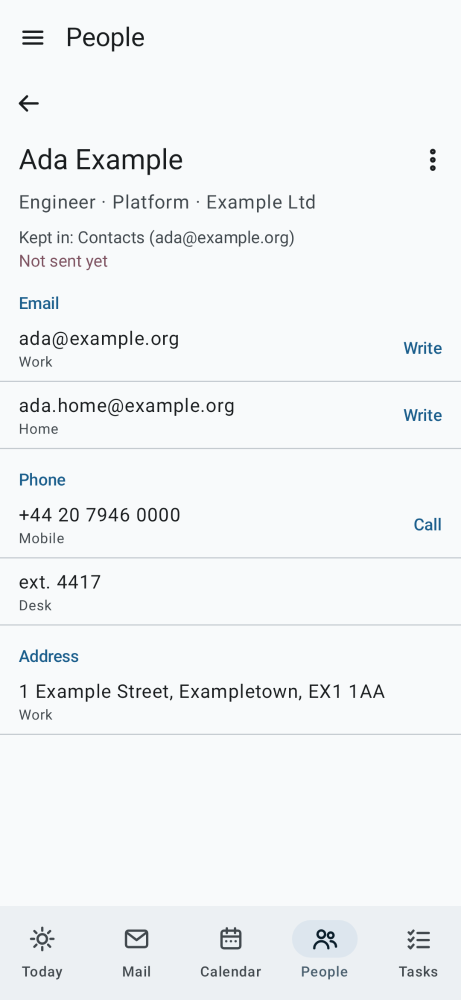 People
Ada Example
Engineer · Platform · Example Ltd
Kept in: Contacts (ada@example.org)
Not sent yet
Email
ada@example.org
Work
Write
ada.home@example.org
Home
Write
Phone
+44 20 7946 0000
Mobile
Call
ext. 4417
Desk
Address
1 Example Street, Exampletown, EX1 1AA
Work
Today
Mail
Calendar
People
Tasks